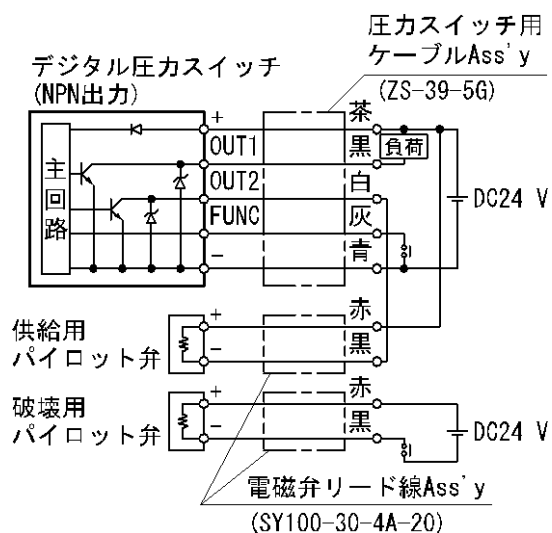 圧力スイッチ用
ケーブルAss'y
(ZS-39-5G)
デジタル圧力スイッチ
(NPN出力)
主回路
+
OUT1
OUT2
FUNC
-
茶
黒
白
灰
青
負荷
DC24 V
供給用
パイロット弁
+
-
赤
黒
破壊用
パイロット弁
+
-
赤
黒
DC24 V
電磁弁リード線Ass'y
(SY100-30-4A-20)